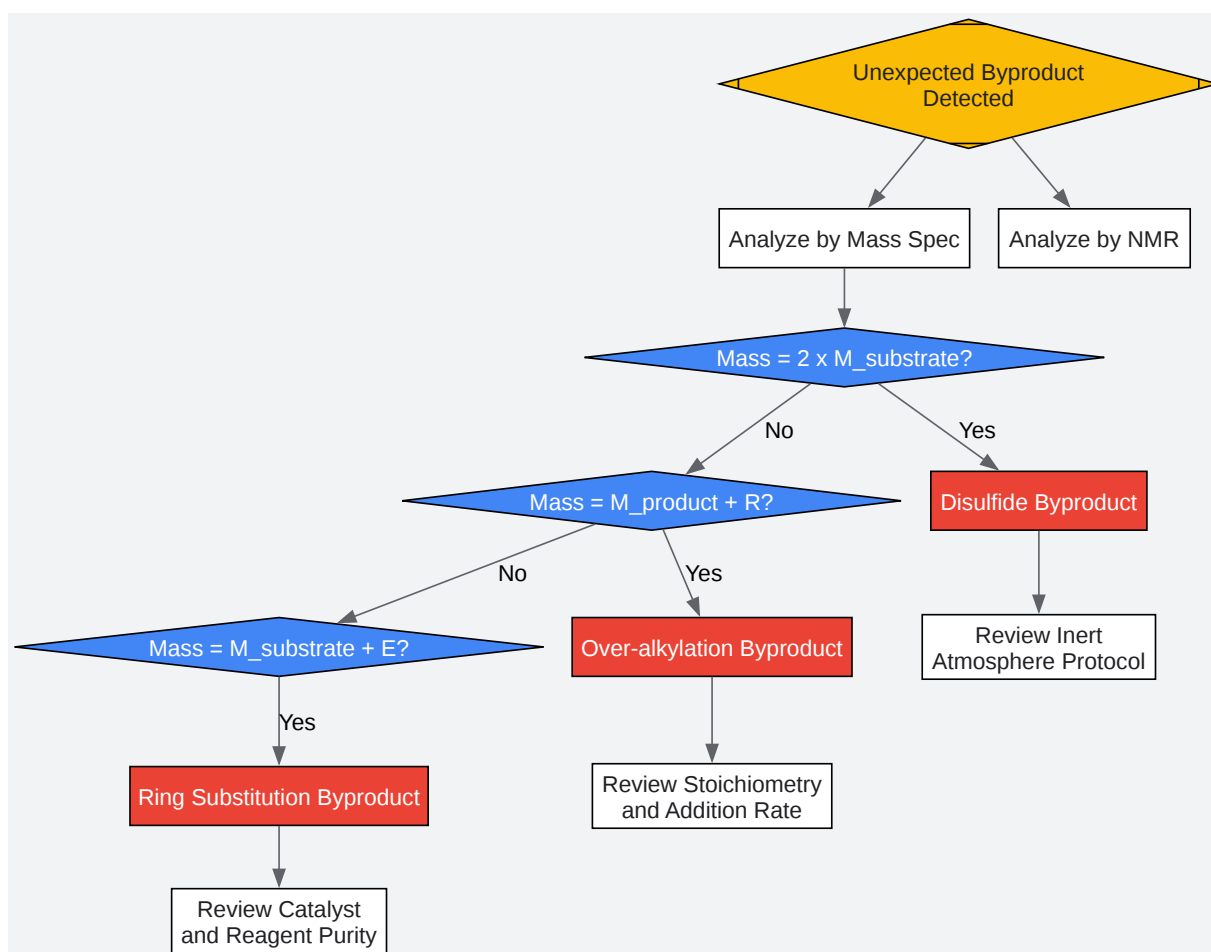 Unexpected Byproduct
Detected
Analyze by Mass Spec
Analyze by NMR
Mass = 2 x M_substrate?
No
Yes
Mass = M_product + R?
Disulfide Byproduct
No
Yes
Mass = M_substrate + E?
Over-alkylation Byproduct
Review Inert
Atmosphere Protocol
Yes
Ring Substitution Byproduct
Review Stoichiometry
and Addition Rate
Review Catalyst
and Reagent Purity